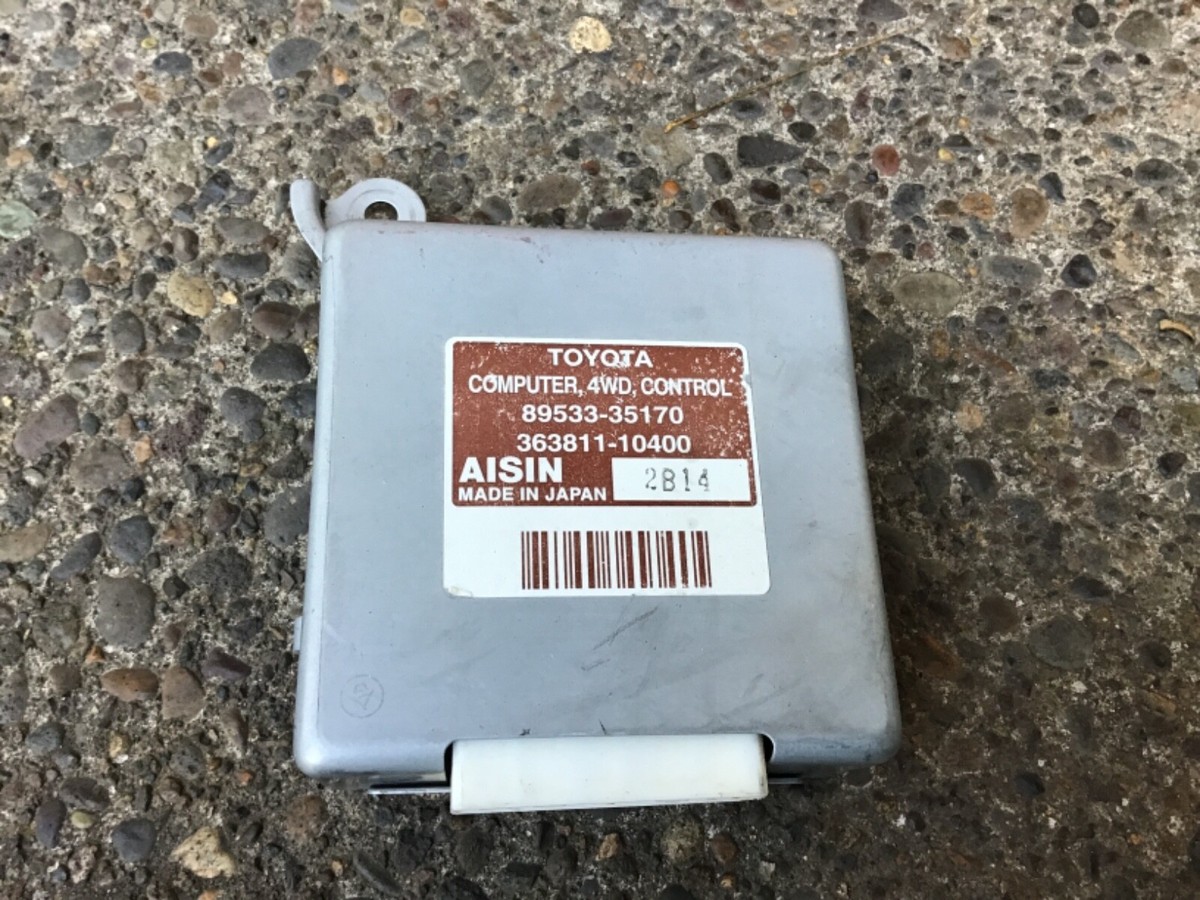 TOYOTA
COMPUTER, 4WD, CONTROL
89533-35170
363811-10400
AISIN
MADE IN JAPAN
2B14